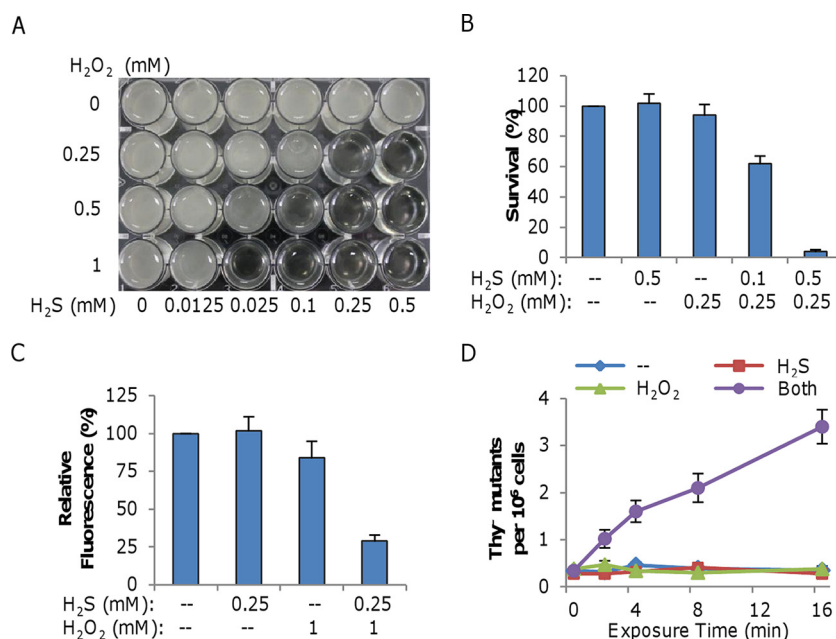 A
H₂O₂ (mM)
0
0.25
0.5
1
H₂S (mM) 0 0.0125 0.025 0.1 0.25 0.5
B
Survival (%)
120
100
80
60
40
20
0
H₂S (mM): -- 0.5 -- 0.1 0.5
H₂O₂ (mM): -- -- 0.25 0.25 0.25
C
Relative
Fluorescence (%)
125
100
75
50
25
0
H₂S (mM): -- 0.25 -- 0.25
H₂O₂ (mM): -- -- 1 1
D
-- H₂S
H₂O₂ Both
Thy⁻ mutants
per 10⁶ cells
4
3
2
1
0
0 4 8 12 16
Exposure Time (min)